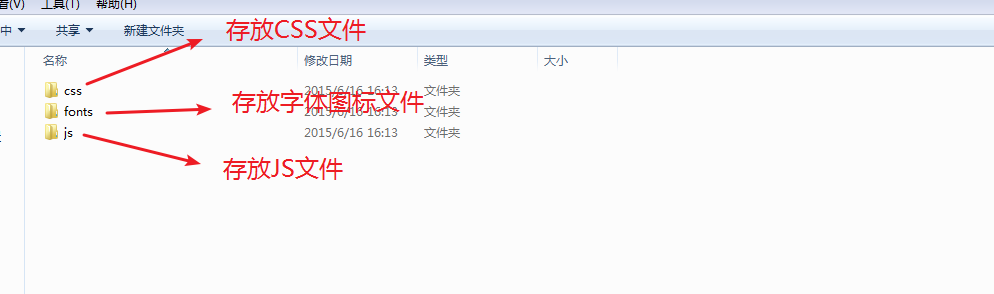 看(V) 工具(T) 帮助(H)
中 共享 新建文件夹 存放CSS文件
名称 修改日期 类型 大小
css 2015/6/16 16:13 文件夹
存放字体图标文件
fonts 2015/6/16 16:13 文件夹
js 2015/6/16 16:13 文件夹
存放JS文件